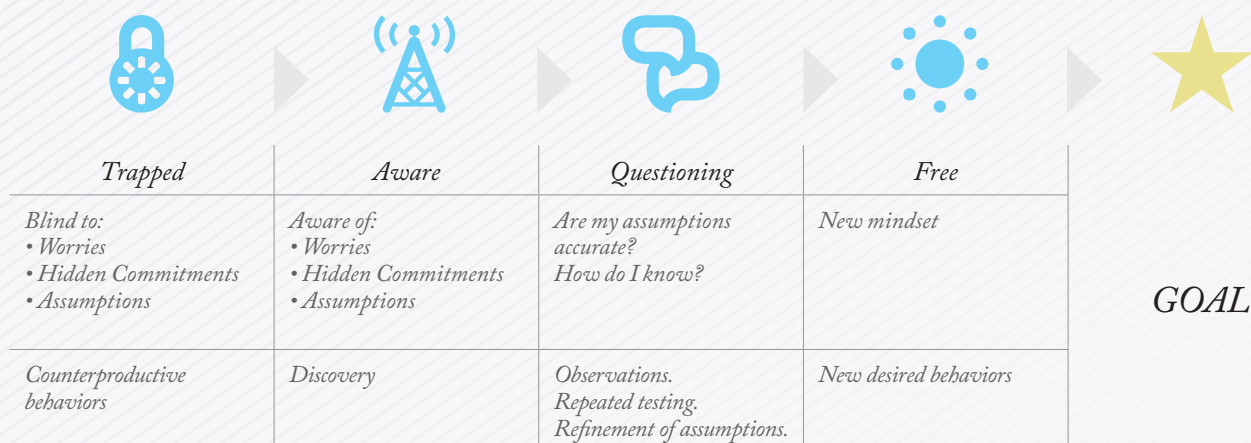 Trapped
Aware
Questioning
Free
Blind to:
• Worries
• Hidden Commitments
• Assumptions
Aware of:
• Worries
• Hidden Commitments
• Assumptions
Are my assumptions
accurate?
How do I know?
New mindset
GOAL
Counterproductive
behaviors
Discovery
Observations.
Repeated testing.
Refinement of assumptions.
New desired behaviors